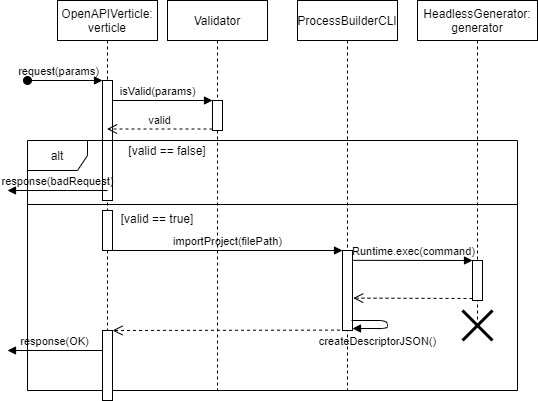 OpenAPIVerticle:
verticle
Validator
ProcessBuilderCLI
HeadlessGenerator:
generator
request(params)
isValid(params)
valid
alt
[valid == false]
response(badRequest)
[valid == true]
importProject(filePath)
Runtime.exec(command)
createDescriptorJSON()
response(OK)